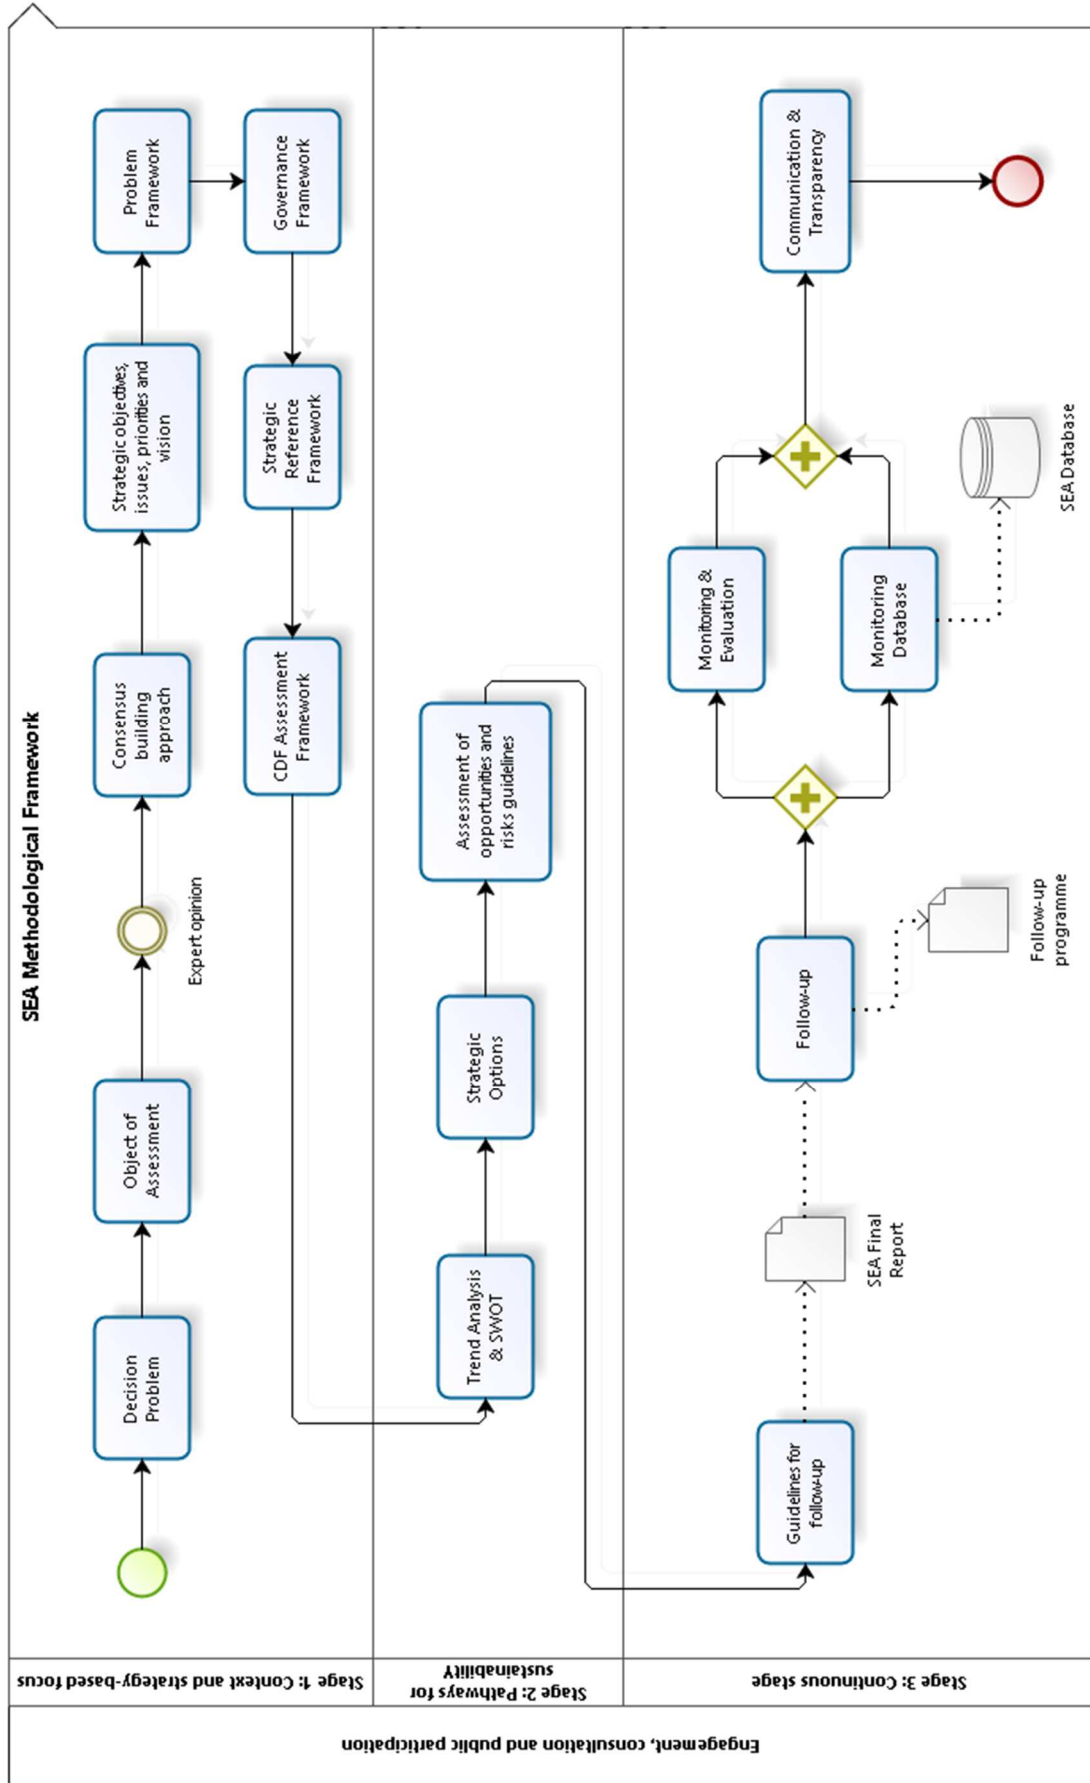 SEA Methodological Framework
Engagement, consultation and public participation
Stage 1: Context and strategy-based focus
Decision
Problem
Object of
Assessment
Expert opinion
Consensus
building
approach
Strategic objectives,
issues, priorities and
vision
Problem
Framework
Governance
Framework
Strategic
Reference
Framework
CDF Assessment
Framework
Stage 2: Pathways for
sustainability
Trend Analysis
& SWOT
Strategic
Options
Assessment of
opportunities and
risks guidelines
Stage 3: Continuous stage
Guidelines for
follow-up
SEA Final
Report
Follow-up
Follow-up
programme
Monitoring &
Evaluation
Monitoring
Database
SEA Database
Communication &
Transparency